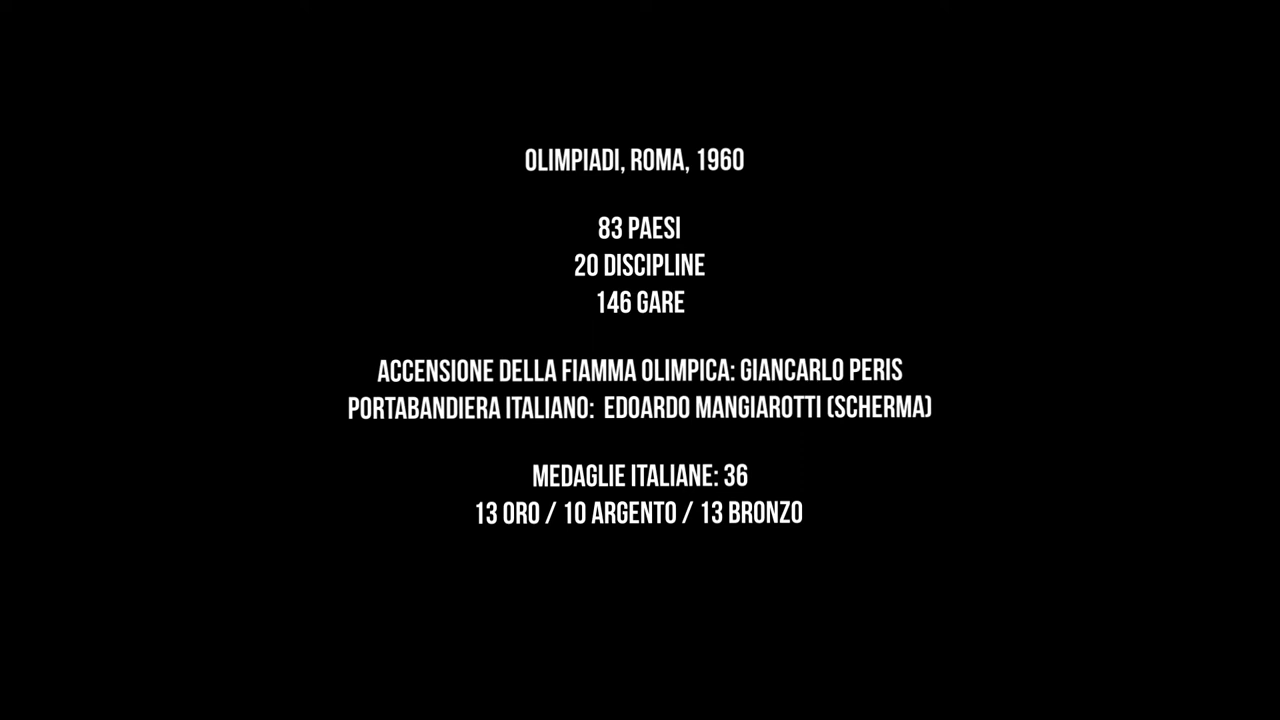 OLIMPIADI, ROMA, 1960
83 PAESI
20 DISCIPLINE
146 GARE
ACCENSIONE DELLA FIAMMA OLIMPICA: GIANCARLO PERIS
PORTABANDIERA ITALIANO: EDOARDO MANGIAROTTI (SCHERMA)
MEDAGLIE ITALIANE: 36
13 ORO / 10 ARGENTO / 13 BRONZO